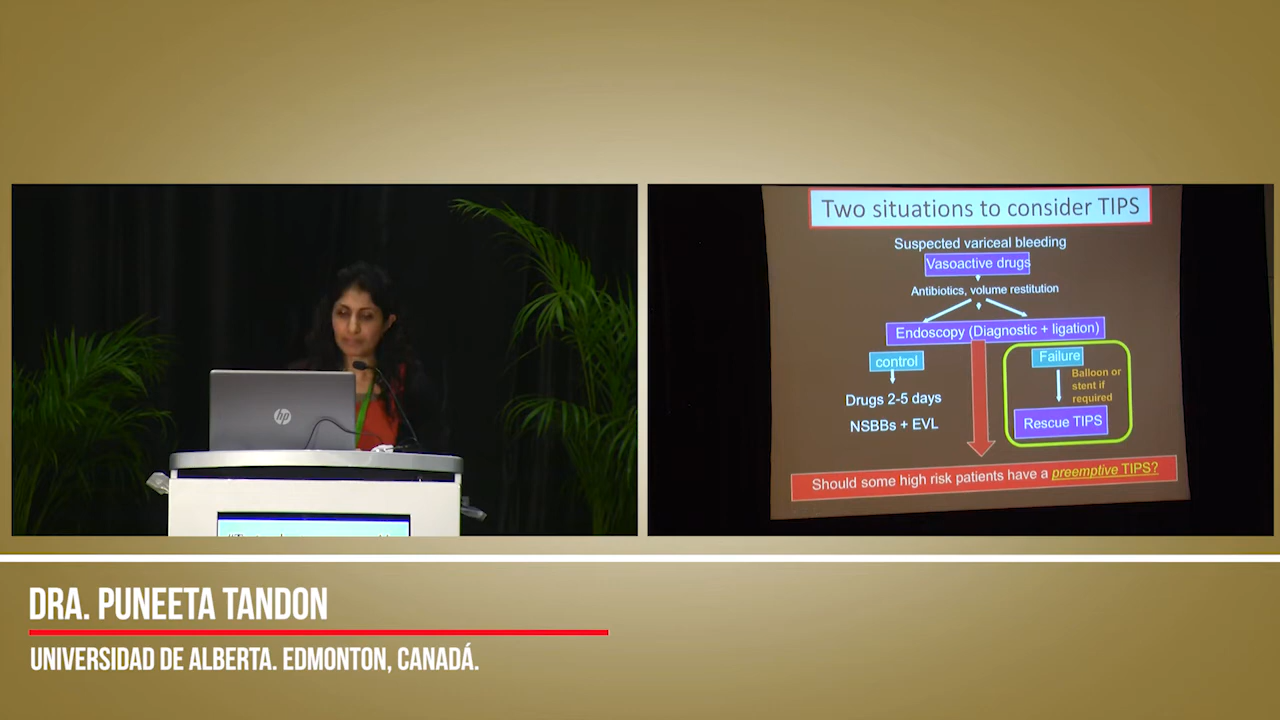 Two situations to consider TIPS
Suspected variceal bleeding
Vasoactive drugs
Antibiotics, volume restitution
Endoscopy (Diagnostic + ligation)
control
Drugs 2-5 days
NSBBs + EVL
Failure
Balloon or
stent if
required
Rescue TIPS
Should some high risk patients have a preemptive TIPS?
hp
DRA. PUNEETA TANDON
UNIVERSIDAD DE ALBERTA. EDMONTON, CANADÁ.